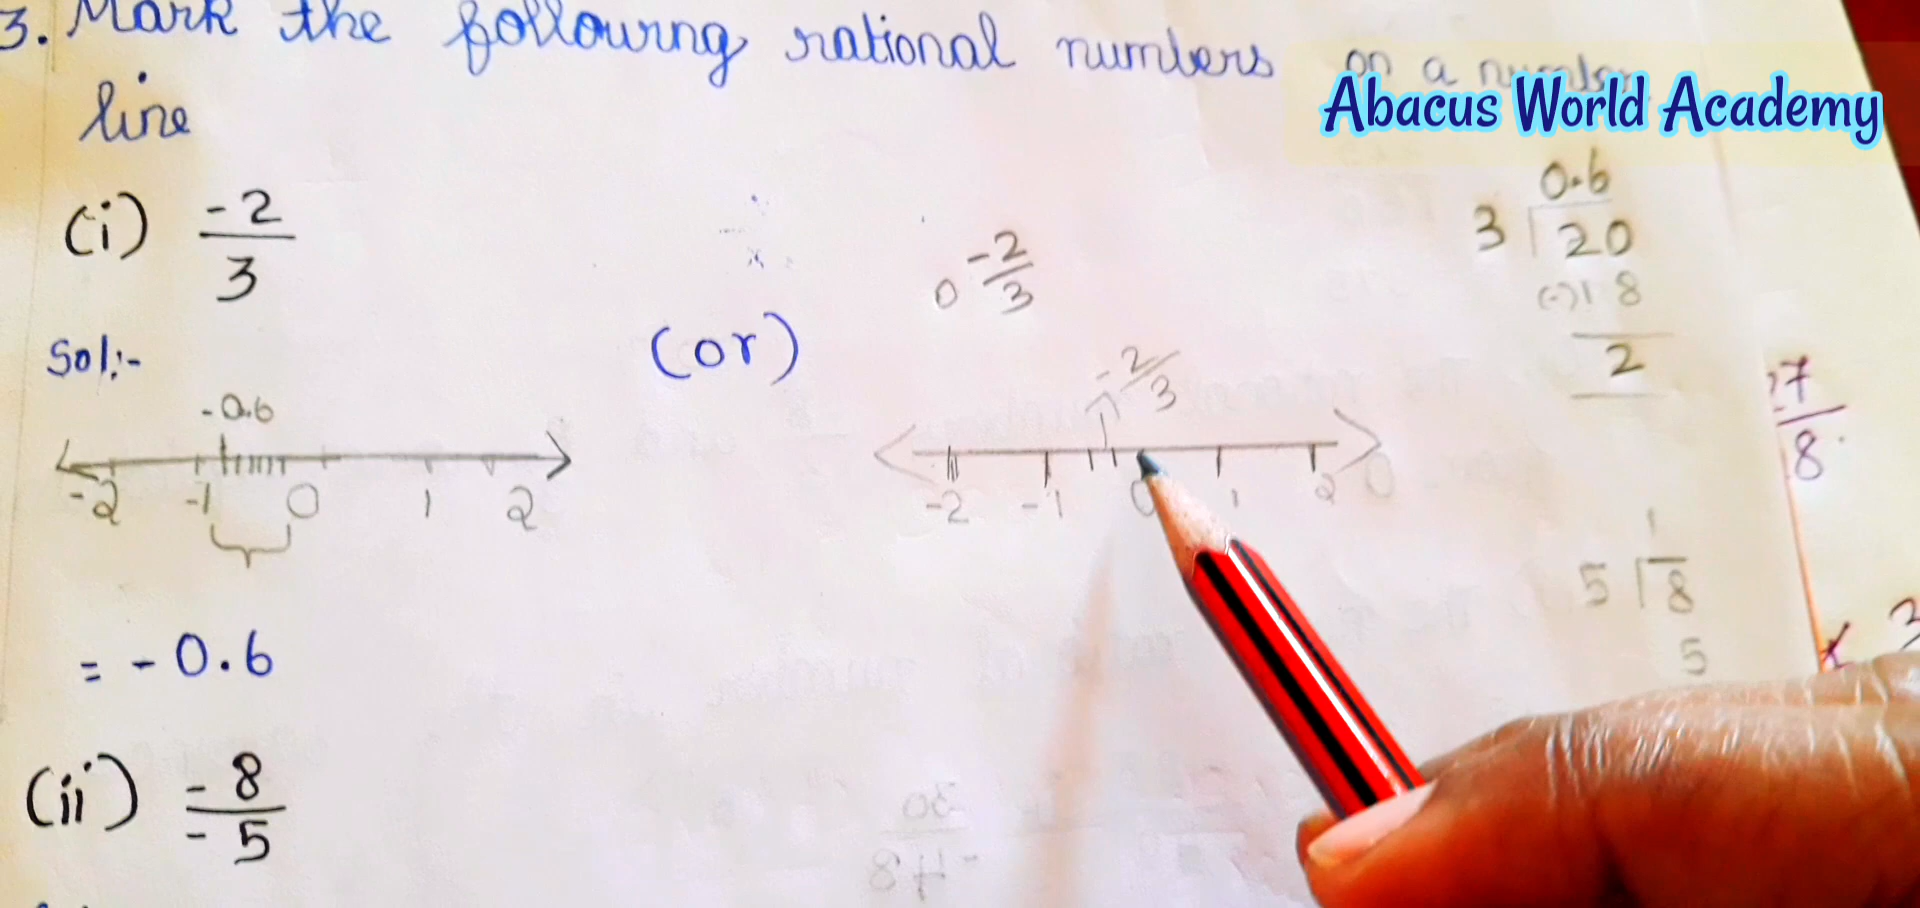 3. Mark the following rational numbers on a number
line
Abacus World Academy
(i) -2/3
Sol:-
-0.6
-2 -1 0 1 2
= -0.6
(or)
0 -2/3
-2/3
-2 -1 0 1 2
0.6
3 20
(-)18
2
7
8
1
5 8
5
(ii) -8/-5